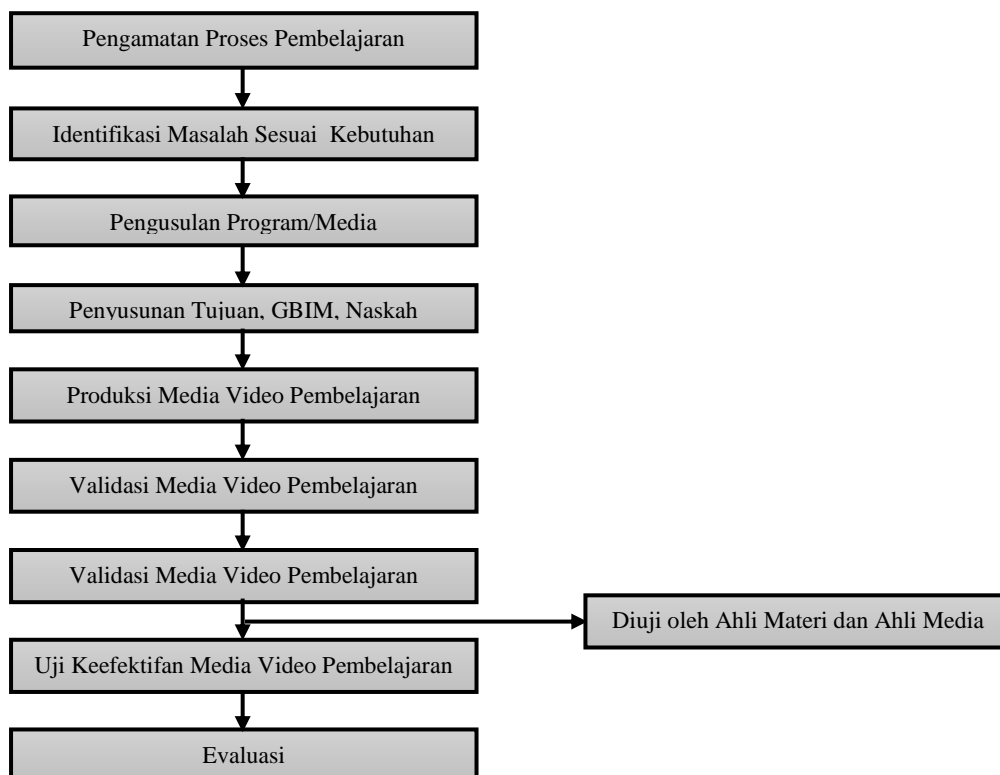 Pengamatan Proses Pembelajaran
Identifikasi Masalah Sesuai Kebutuhan
Pengusulan Program/Media
Penyusunan Tujuan, GBIM, Naskah
Produksi Media Video Pembelajaran
Validasi Media Video Pembelajaran
Validasi Media Video Pembelajaran
Diuji oleh Ahli Materi dan Ahli Media
Uji Keefektifan Media Video Pembelajaran
Evaluasi